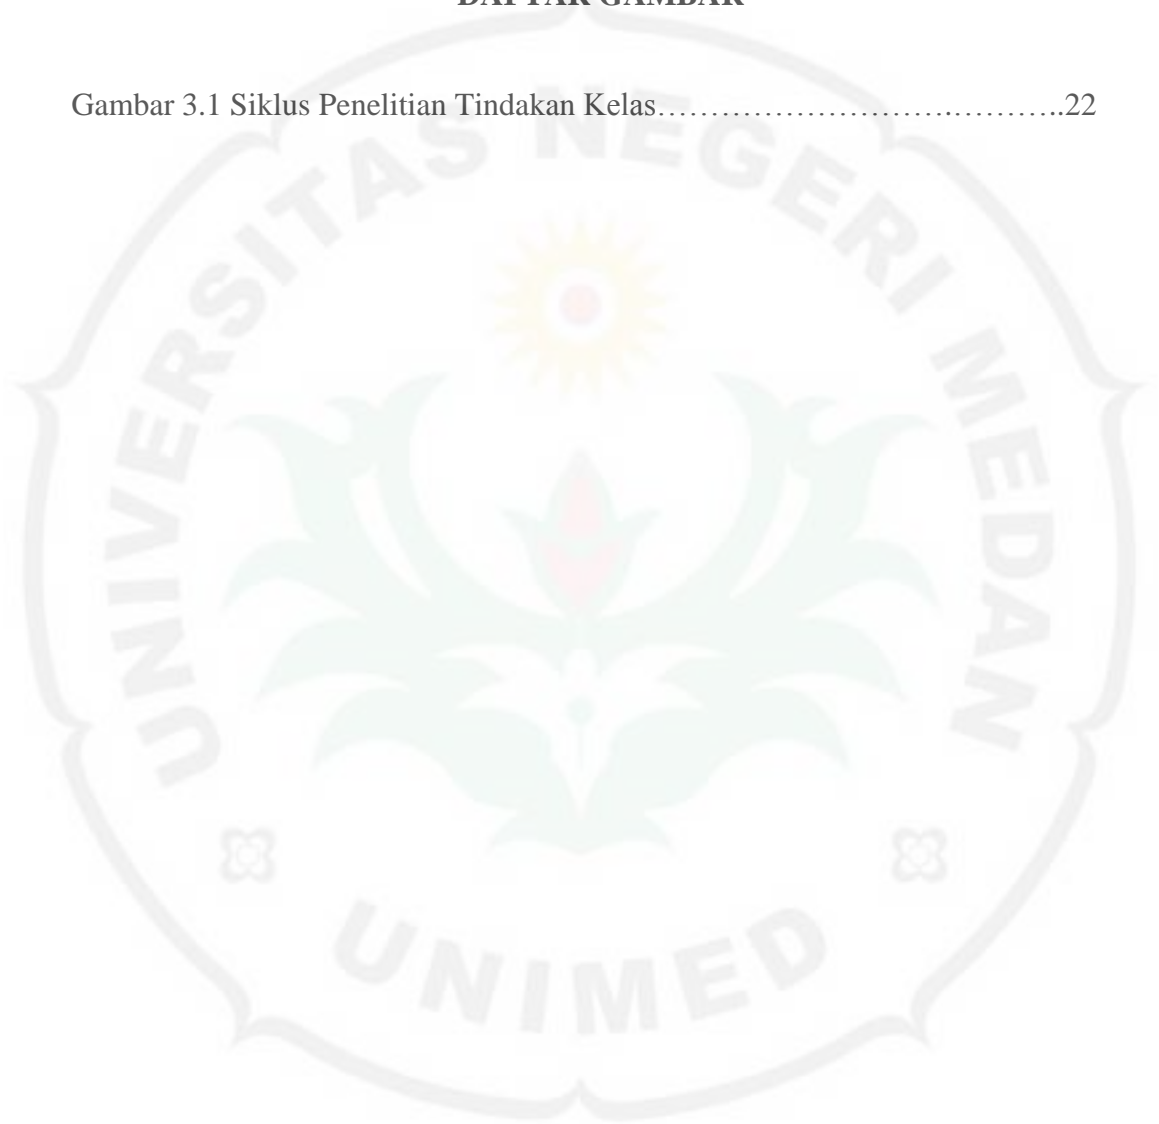 DAFTAR GAMBAR
Gambar 3.1 Siklus Penelitian Tindakan Kelas……………………….………..22
UNIVERSITAS NEGERI MEDAN
UNIMED